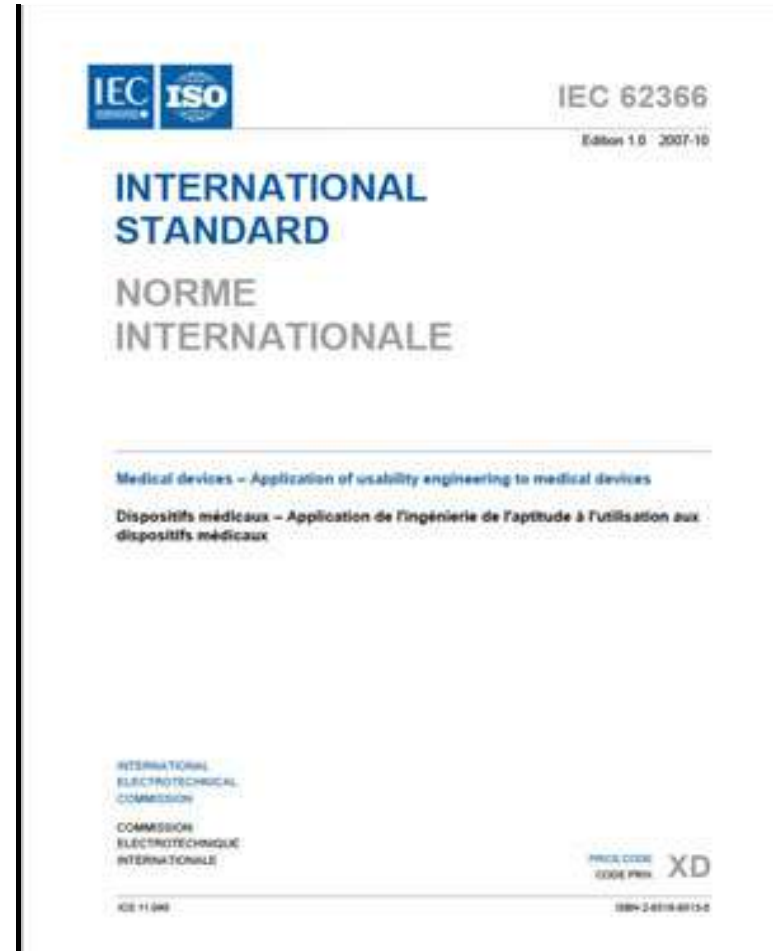 IEC ISO
IEC 62366
Edition 1.0 2007-10
INTERNATIONAL
STANDARD
NORME
INTERNATIONALE
Medical devices – Application of usability engineering to medical devices
Dispositifs médicaux – Application de l'ingénierie de l'aptitude à l'utilisation aux
dispositifs médicaux
INTERNATIONAL
ELECTROTECHNICAL
COMMISSION
COMMISSION
ELECTROTECHNIQUE
INTERNATIONALE
PRICE CODE
CODE PRIX
XD